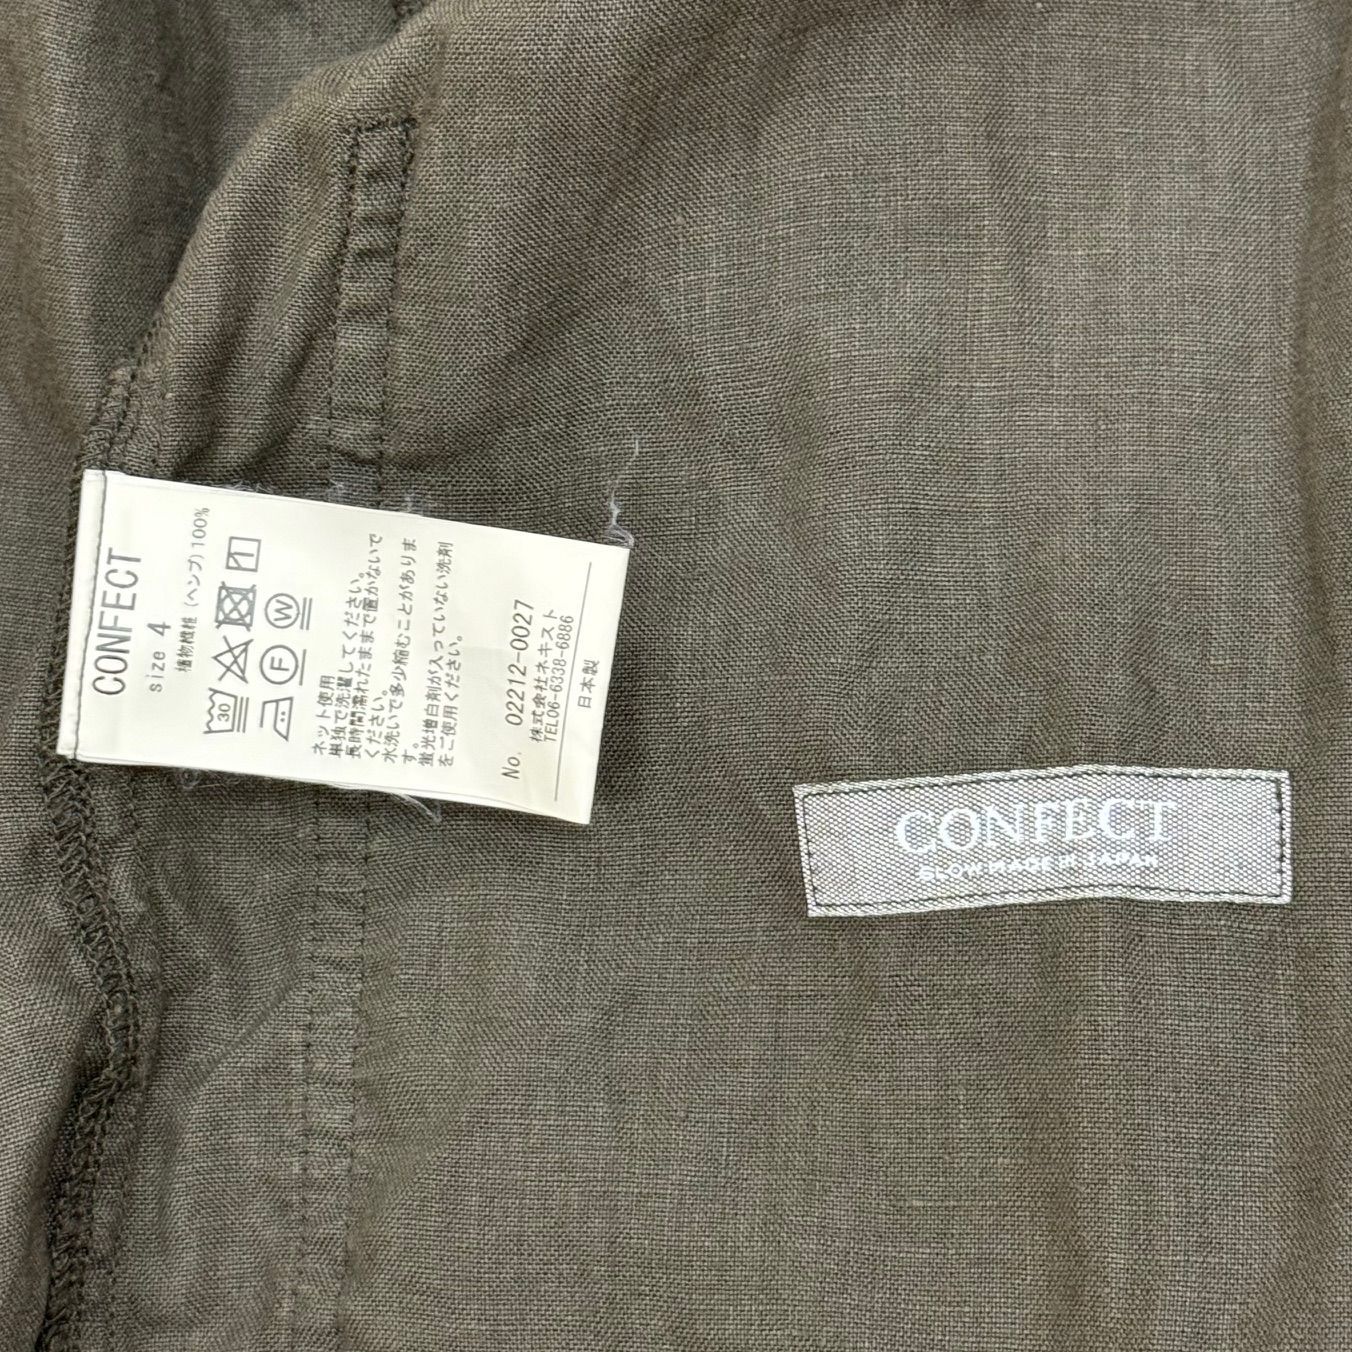 CONFECT
size 4
植物繊維(ヘンプ)100%
30
F
W
ネット使用
単独で洗濯してください。
長時間濡れたままで置かないで
ください。
水洗いで多少縮むことがありま
す。
蛍光増白剤が入っていない洗剤
をご使用ください。
No. 02212-0027
株式会社ネキスト
TEL06-6338-6886
日本製
CONFECT
SLOW MADE IN JAPAN